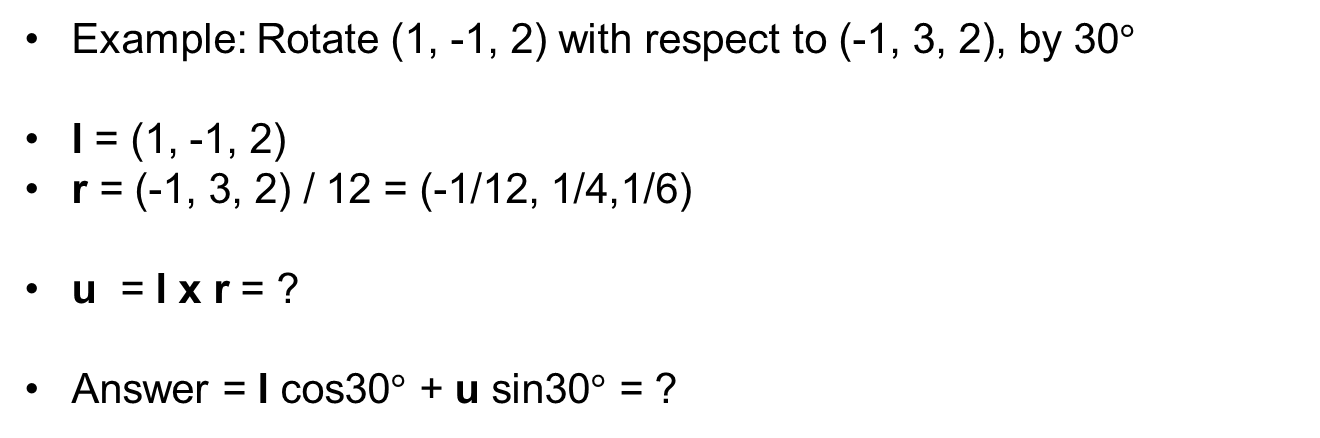 • Example: Rotate (1, -1, 2) with respect to (-1, 3, 2), by 30°
• l = (1, -1, 2)
• r = (-1, 3, 2) / 12 = (-1/12, 1/4,1/6)
• u = l x r = ?
• Answer = l cos30° + u sin30° = ?